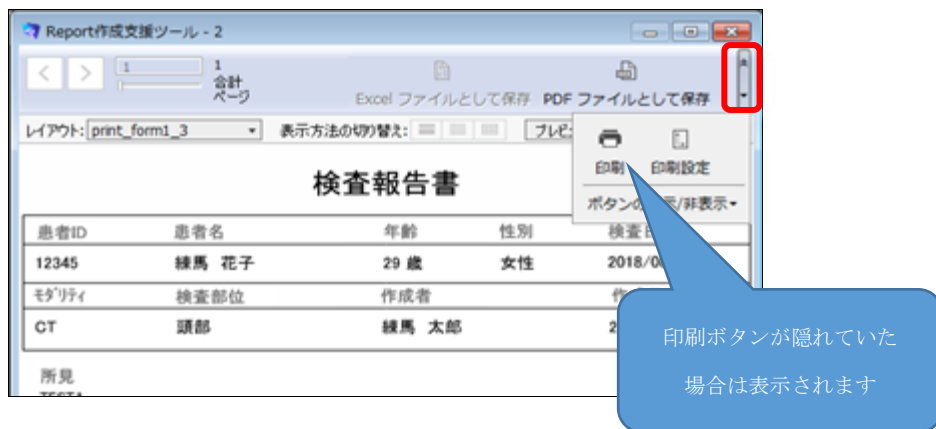 Report作成支援ツール - 2
1
1
合計
ページ
Excel ファイルとして保存
PDF ファイルとして保存
レイアウト: print_form1_3
表示方法の切り替え:
プレビ
印刷
印刷設定
ボタンの
示/非表示
検査報告書
患者ID 患者名 年齢 性別 検査
12345 練馬 花子 29 歳 女性 2018/0
ﾓﾀﾞﾘﾃｨ 検査部位 作成者
CT 頭部 練馬 太郎 2
所見
印刷ボタンが隠れていた
場合は表示されます